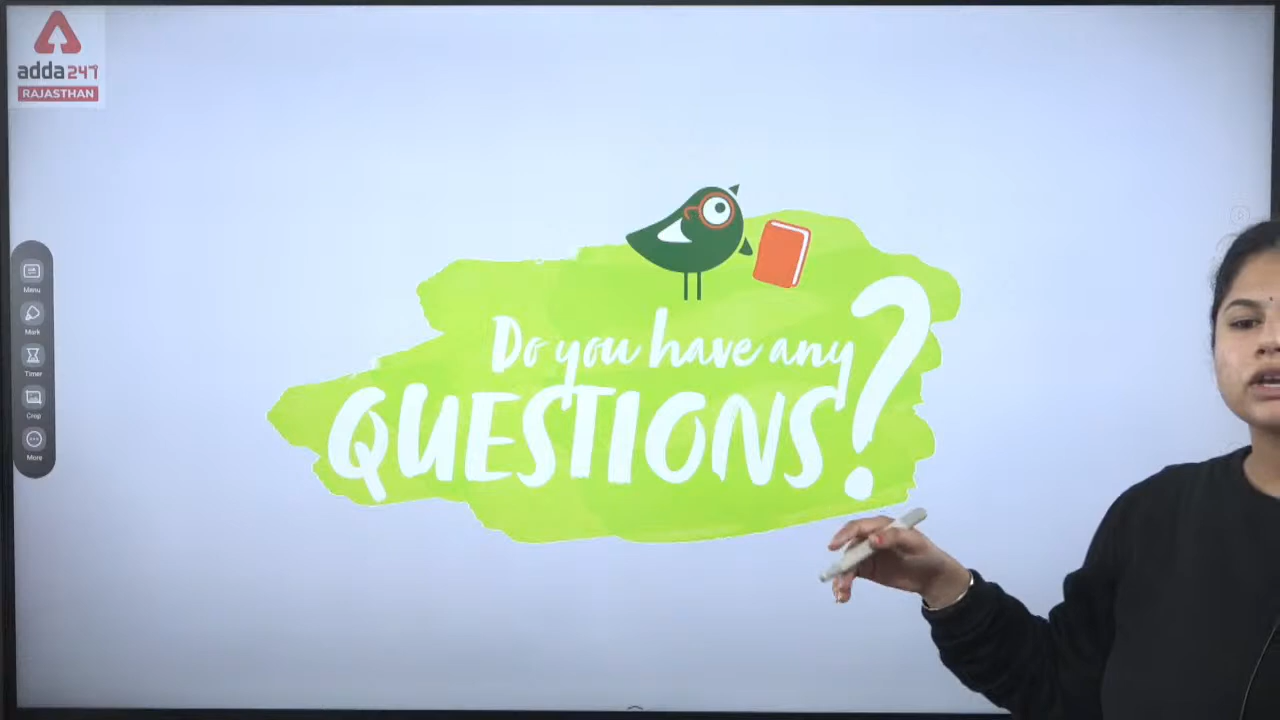 adda247
RAJASTHAN
Menu
Mark
Timer
Crop
More
Do you have any
QUESTIONS?